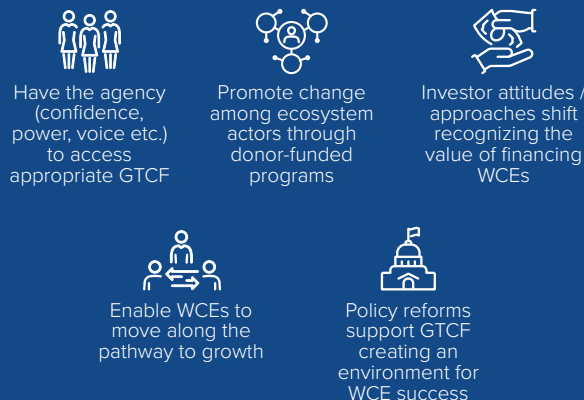 Have the agency
(confidence,
power, voice etc.)
to access
appropriate GTCF
Promote change
among ecosystem
actors through
donor-funded
programs
Investor attitudes /
approaches shift
recognizing the
value of financing
WCEs
Enable WCEs to
move along the
pathway to growth
Policy reforms
support GTCF
creating an
environment for
WCE success